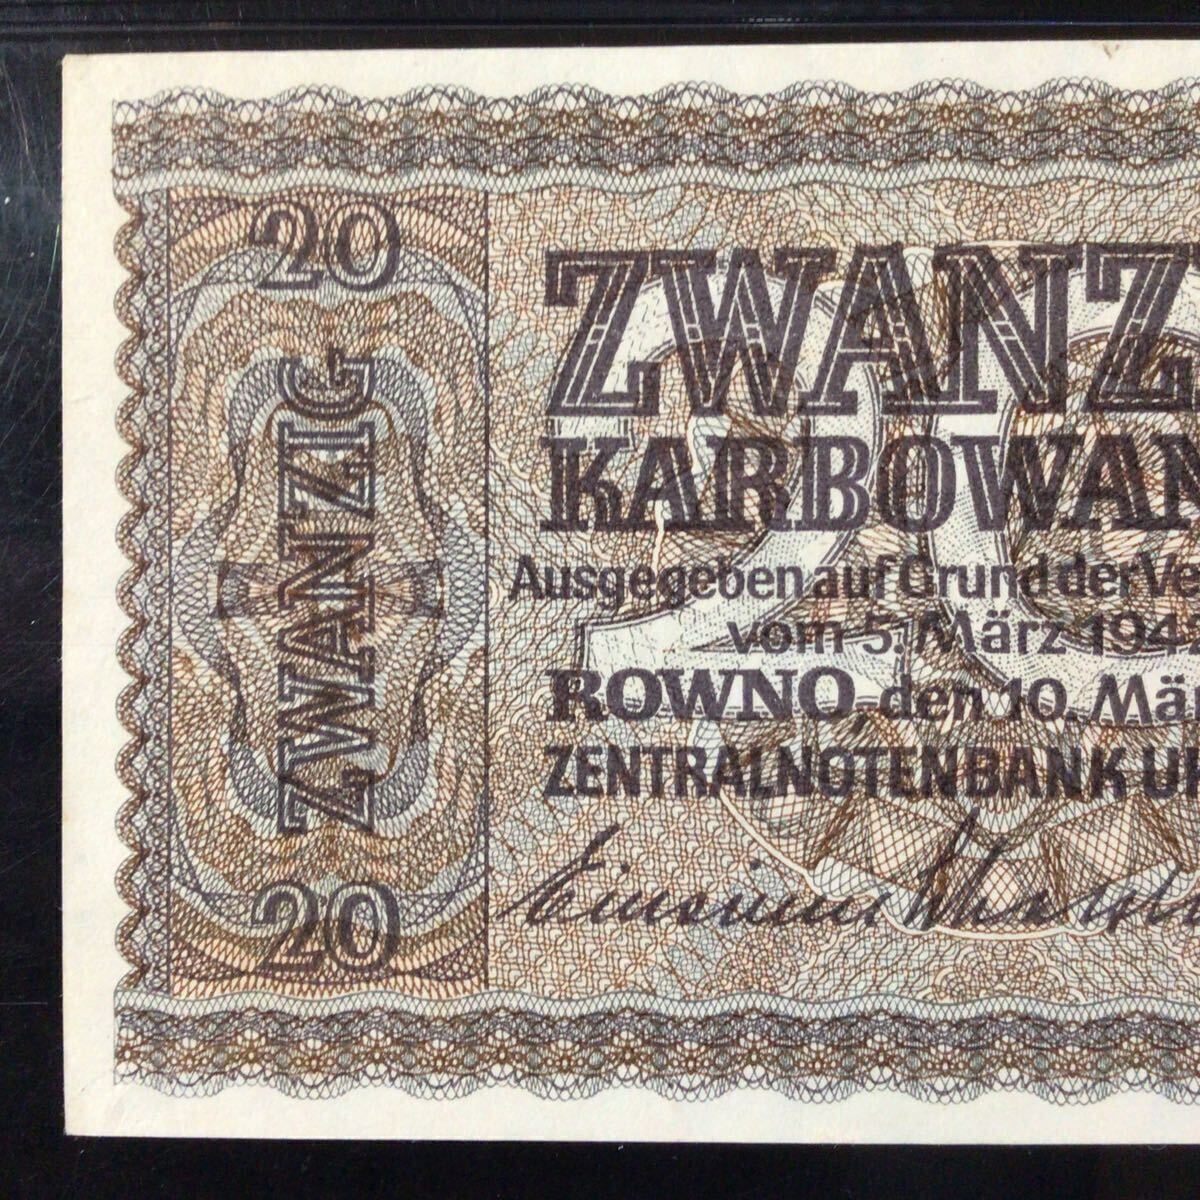 20
ZWANZIG
20
ZWANZ
KARBOWAN
Ausgegeben auf Grund der Ve
vom 5. März 194
ROWNO, den 10. Mä
ZENTRALNOTENBANK UK